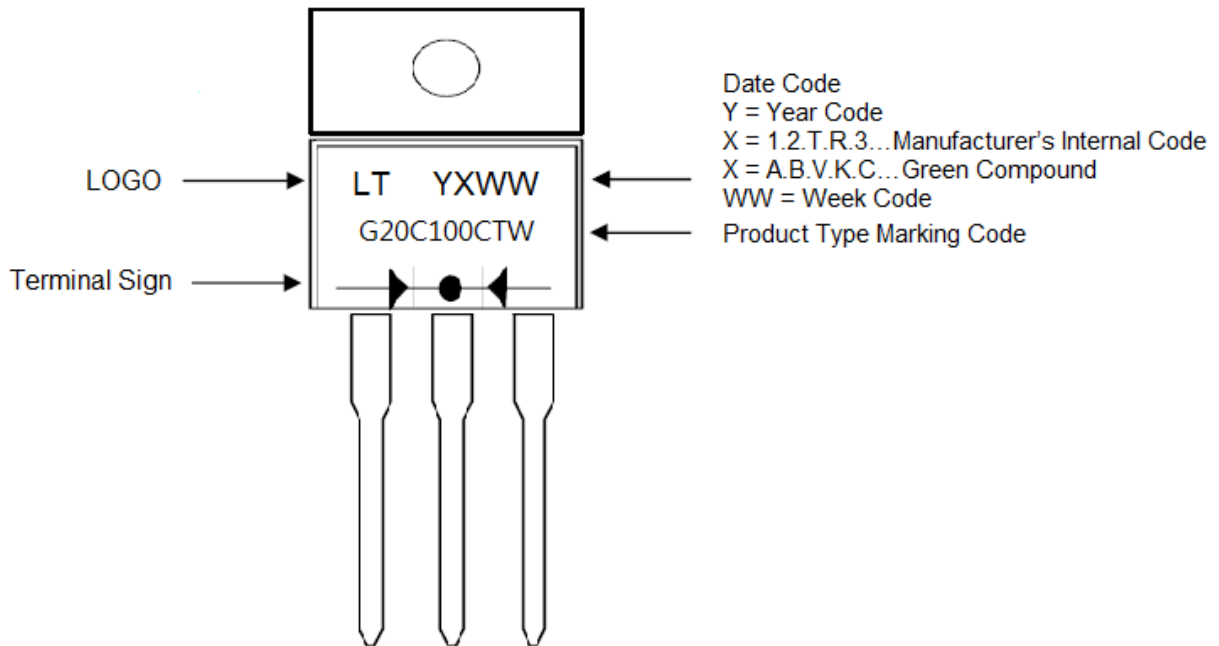 Date Code
Y = Year Code
X = 1.2.T.R.3...Manufacturer's Internal Code
X = A.B.V.K.C...Green Compound
WW = Week Code
LOGO
LT YXWW
G20C100CTW
Product Type Marking Code
Terminal Sign